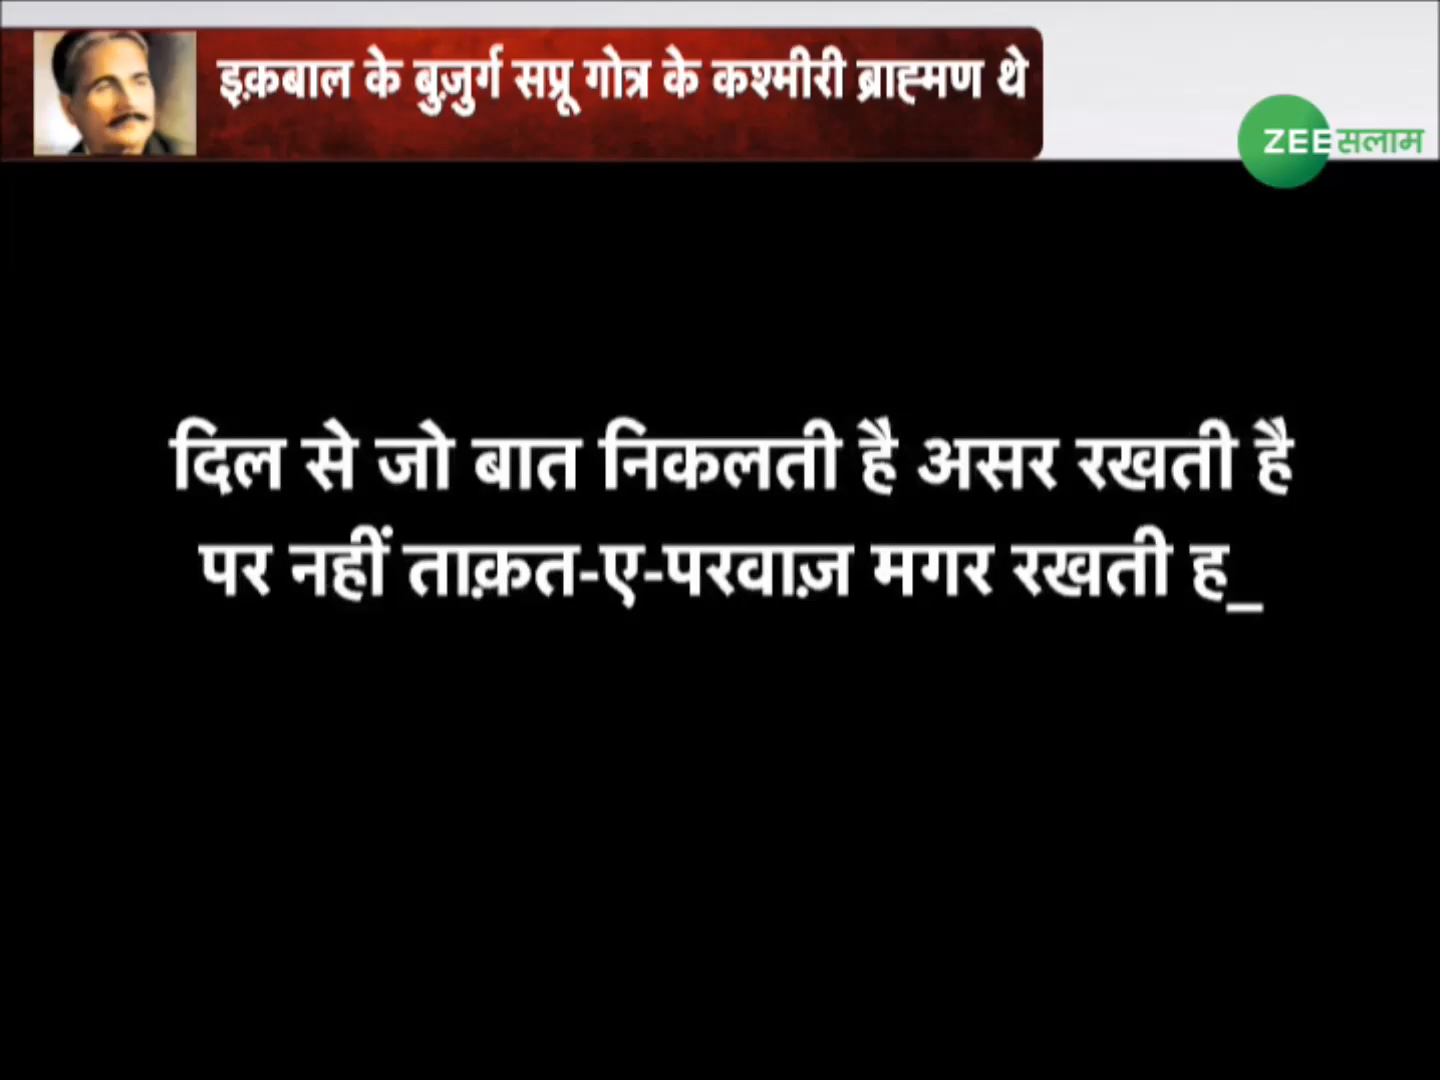 इक़बाल के बुज़ुर्ग सप्रू गोत्र के कश्मीरी ब्राह्मण थे
ZEE सलाम
दिल से जो बात निकलती है असर रखती है
पर नहीं ताक़त-ए-परवाज़ मगर रखती ह_